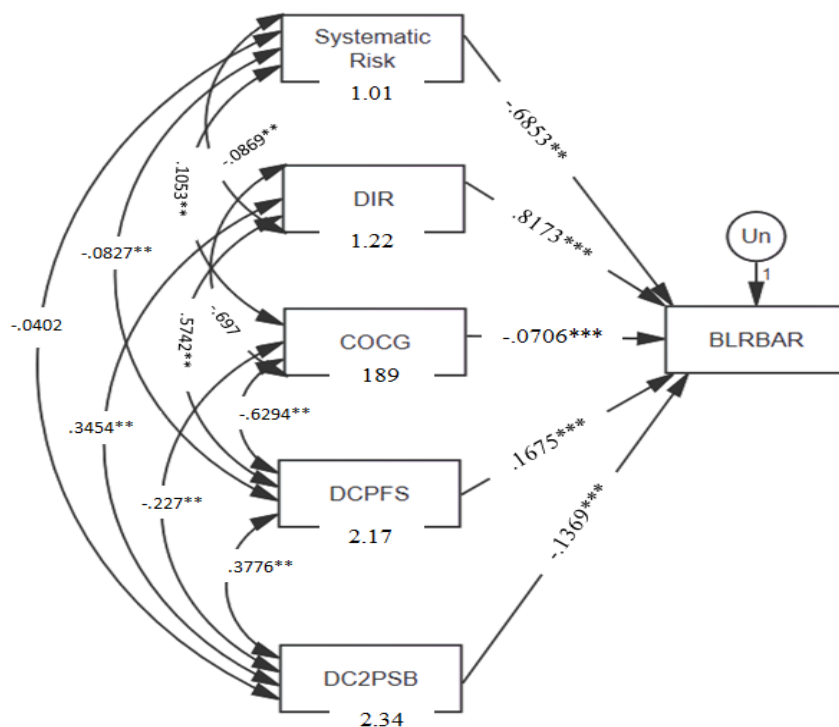 Systematic
Risk
1.01
-.6853**
-.0869**
.1053**
DIR
1.22
.8173***
Un
1
-.0827**
-.0402
.5742**
-.697
COCG
189
-.0706***
BLRBAR
.3454**
-.6294**
-.227**
DCPFS
2.17
.1675***
.3776**
-.1369***
DC2PSB
2.34